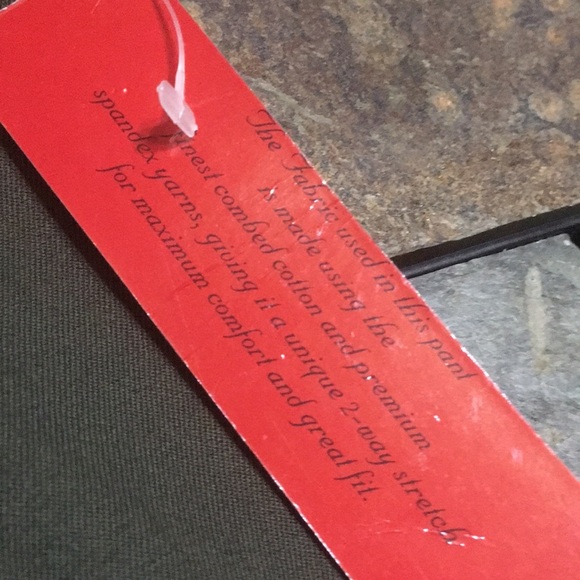 The Fabric used in this pant
is made using the
finest combed cotton and premium
spandex yarns, giving it a unique 2-way stretch
for maximum comfort and great fit.